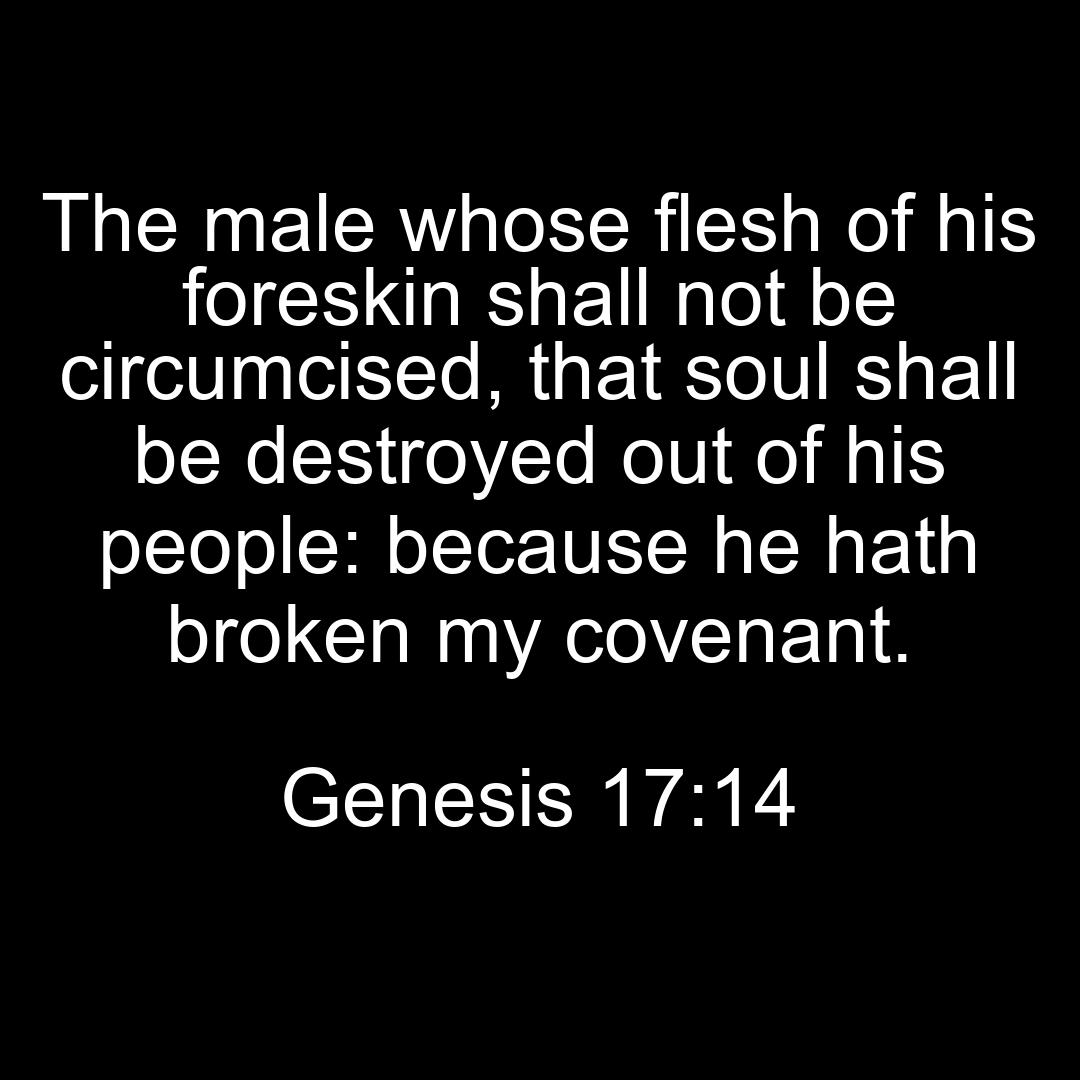 The male whose flesh of his
foreskin shall not be
circumcised, that soul shall
be destroyed out of his
people: because he hath
broken my covenant.
Genesis 17:14